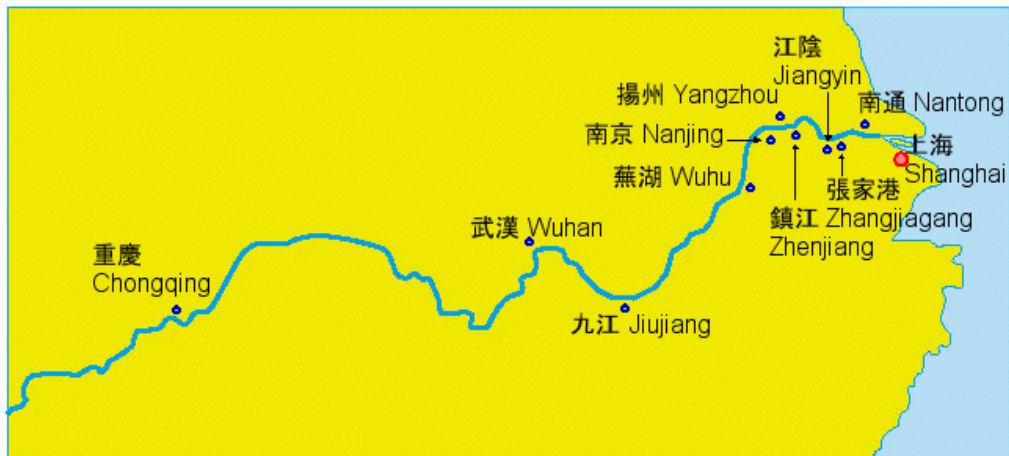 江陰
Jiangyin
揚州 Yangzhou
南通 Nantong
南京 Nanjing
上海
Shanghai
蕪湖 Wuhu
張家港
Zhangjiagang
鎮江
Zhenjiang
武漢 Wuhan
重慶
Chongqing
九江 Jiujiang